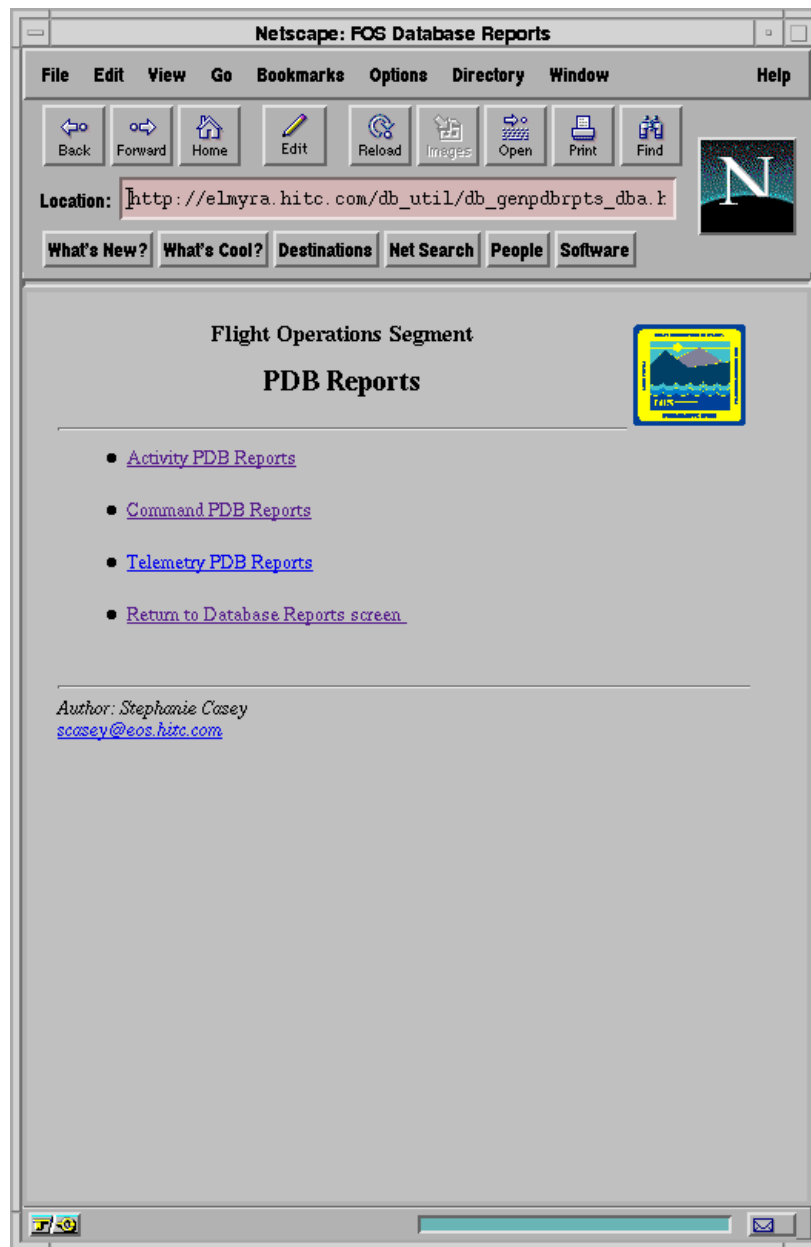 Netscape: FOS Database Reports
File Edit View Go Bookmarks Options Directory Window Help
Back Forward Home Edit Reload Images Open Print Find
N
Location: http://elmyra.hitc.com/db_util/db_genpdbrpts_dba.h
What's New? What's Cool? Destinations Net Search People Software
Flight Operations Segment
PDB Reports
Activity PDB Reports
Command PDB Reports
Telemetry PDB Reports
Return to Database Reports screen
Author: Stephanie Casey
scasey@eos.hitc.com